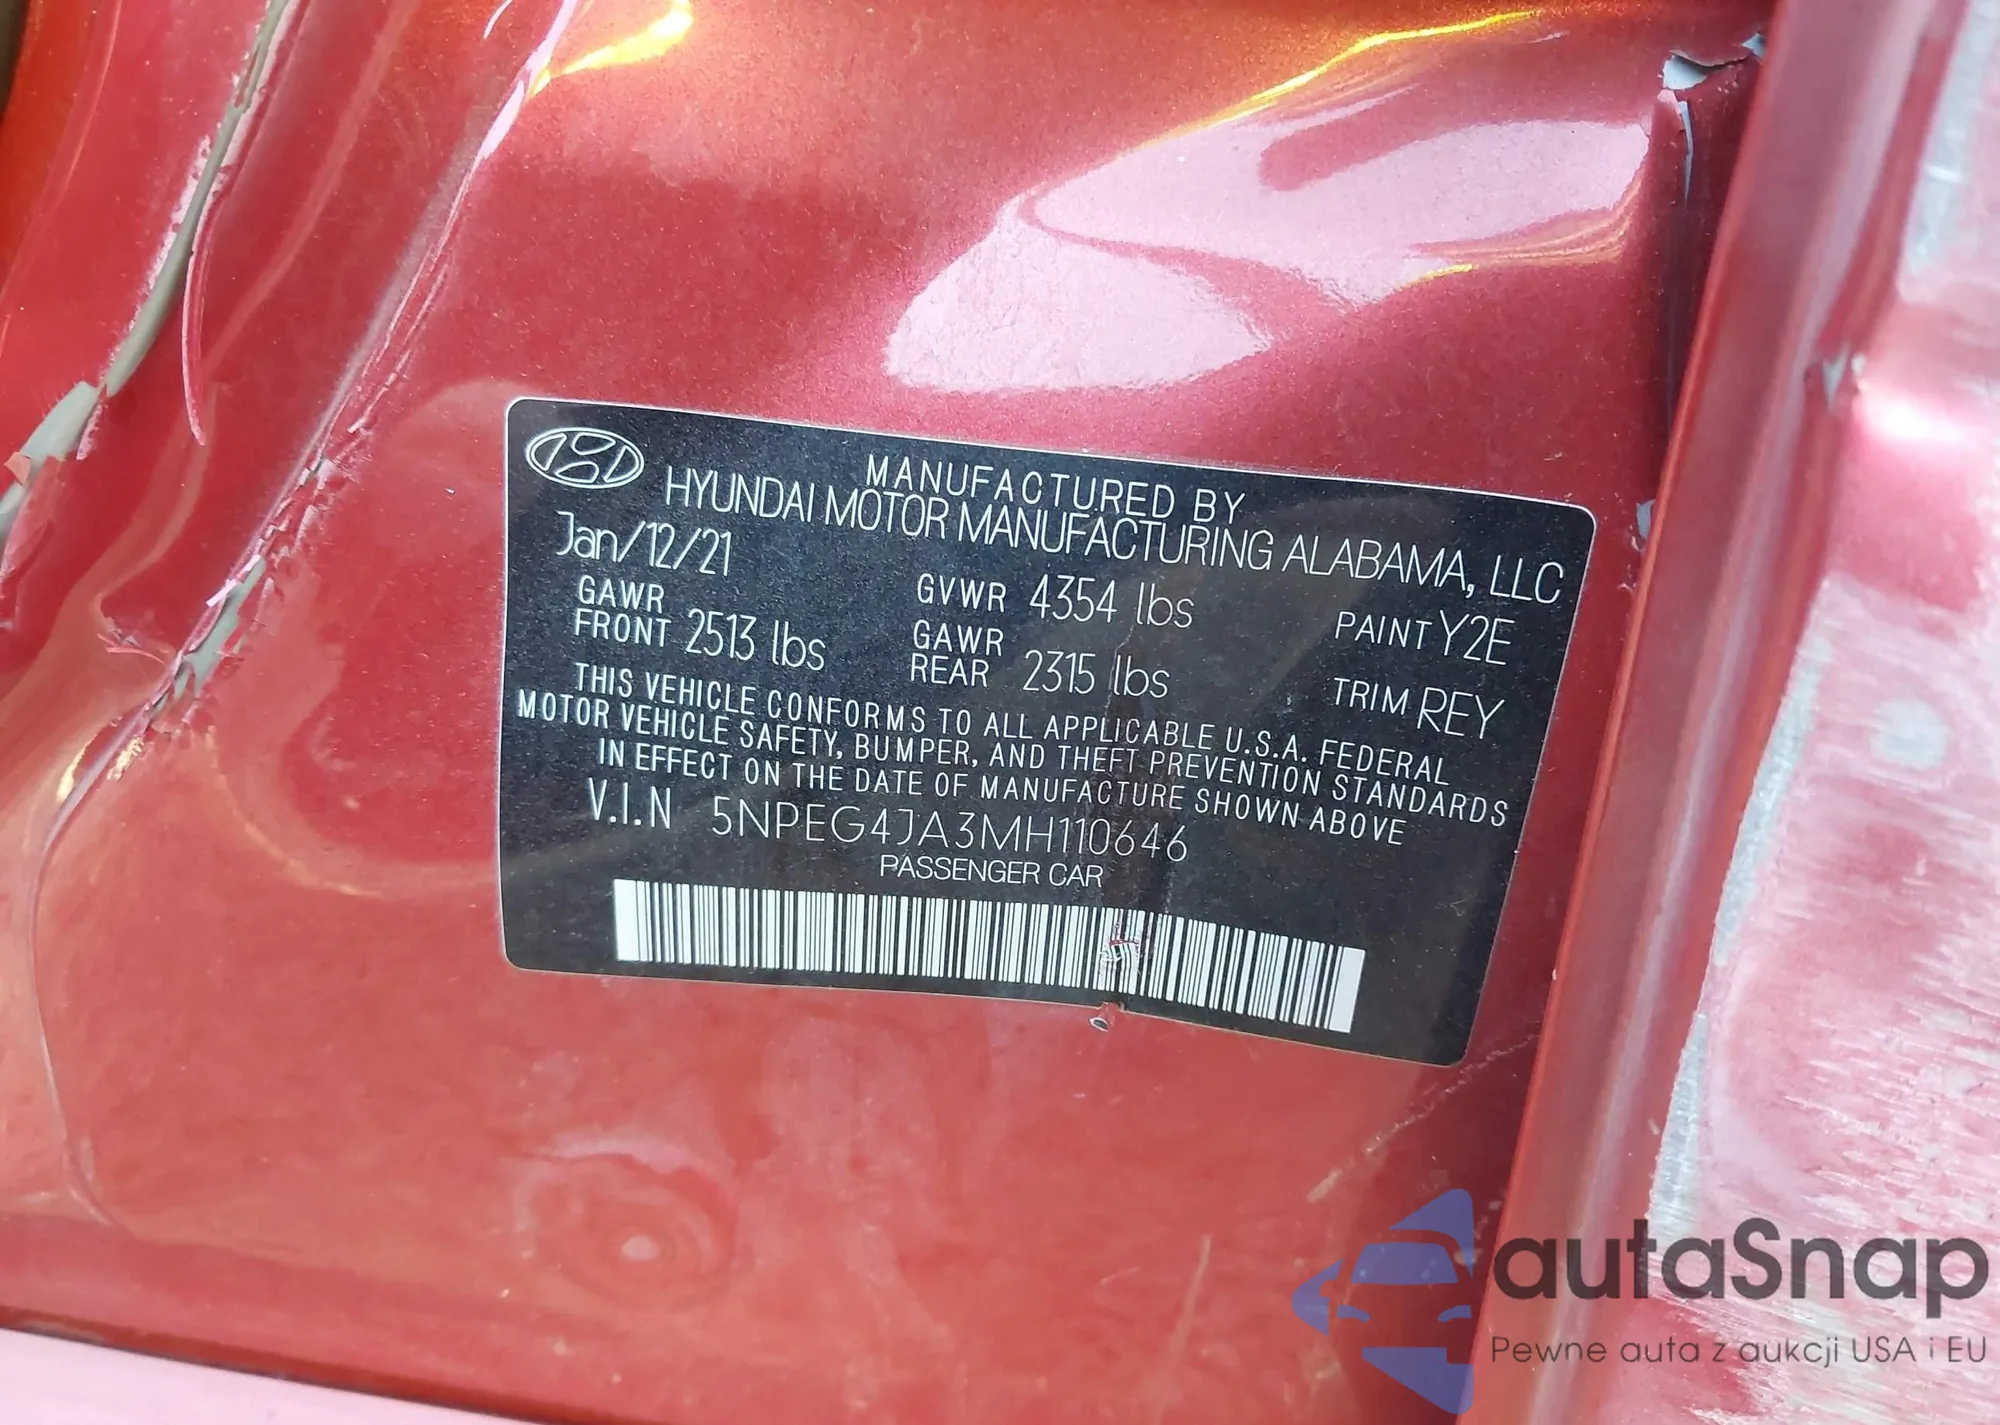 MANUFACTURED BY
HYUNDAI MOTOR MANUFACTURING ALABAMA, LLC
Jan/12/21
GAWR FRONT 2513 lbs
GVWR 4354 lbs
GAWR REAR 2315 lbs
PAINT Y2E
TRIM REY
THIS VEHICLE CONFORMS TO ALL APPLICABLE U.S.A. FEDERAL
MOTOR VEHICLE SAFETY, BUMPER, AND THEFT PREVENTION STANDARDS
IN EFFECT ON THE DATE OF MANUFACTURE SHOWN ABOVE
V.I.N 5NPEG4JA3MH110646
PASSENGER CAR
autaSnap
Pewne auta z aukcji USA i EU